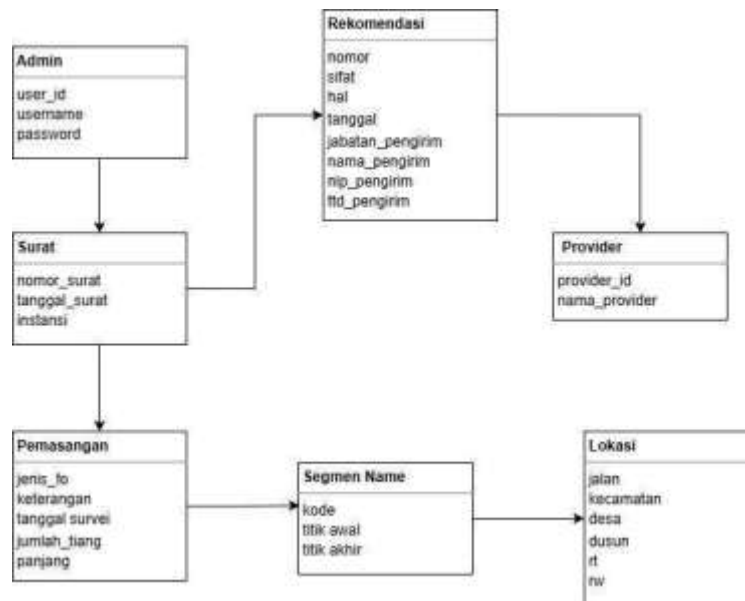 Rekomendasi
nomor
sifat
hal
tanggal
jabatan_pengirim
nama_pengirim
nip_pengirim
ttd_pengirim
Admin
user_id
username
password
Surat
nomor_surat
tanggal_surat
instansi
Provider
provider_id
nama_provider
Pemasangan
jenis_fo
keterangan
tanggal survei
jumlah_tiang
panjang
Segmen Name
kode
titik awal
titik akhir
Lokasi
jalan
kecamatan
desa
dusun
rt
rw